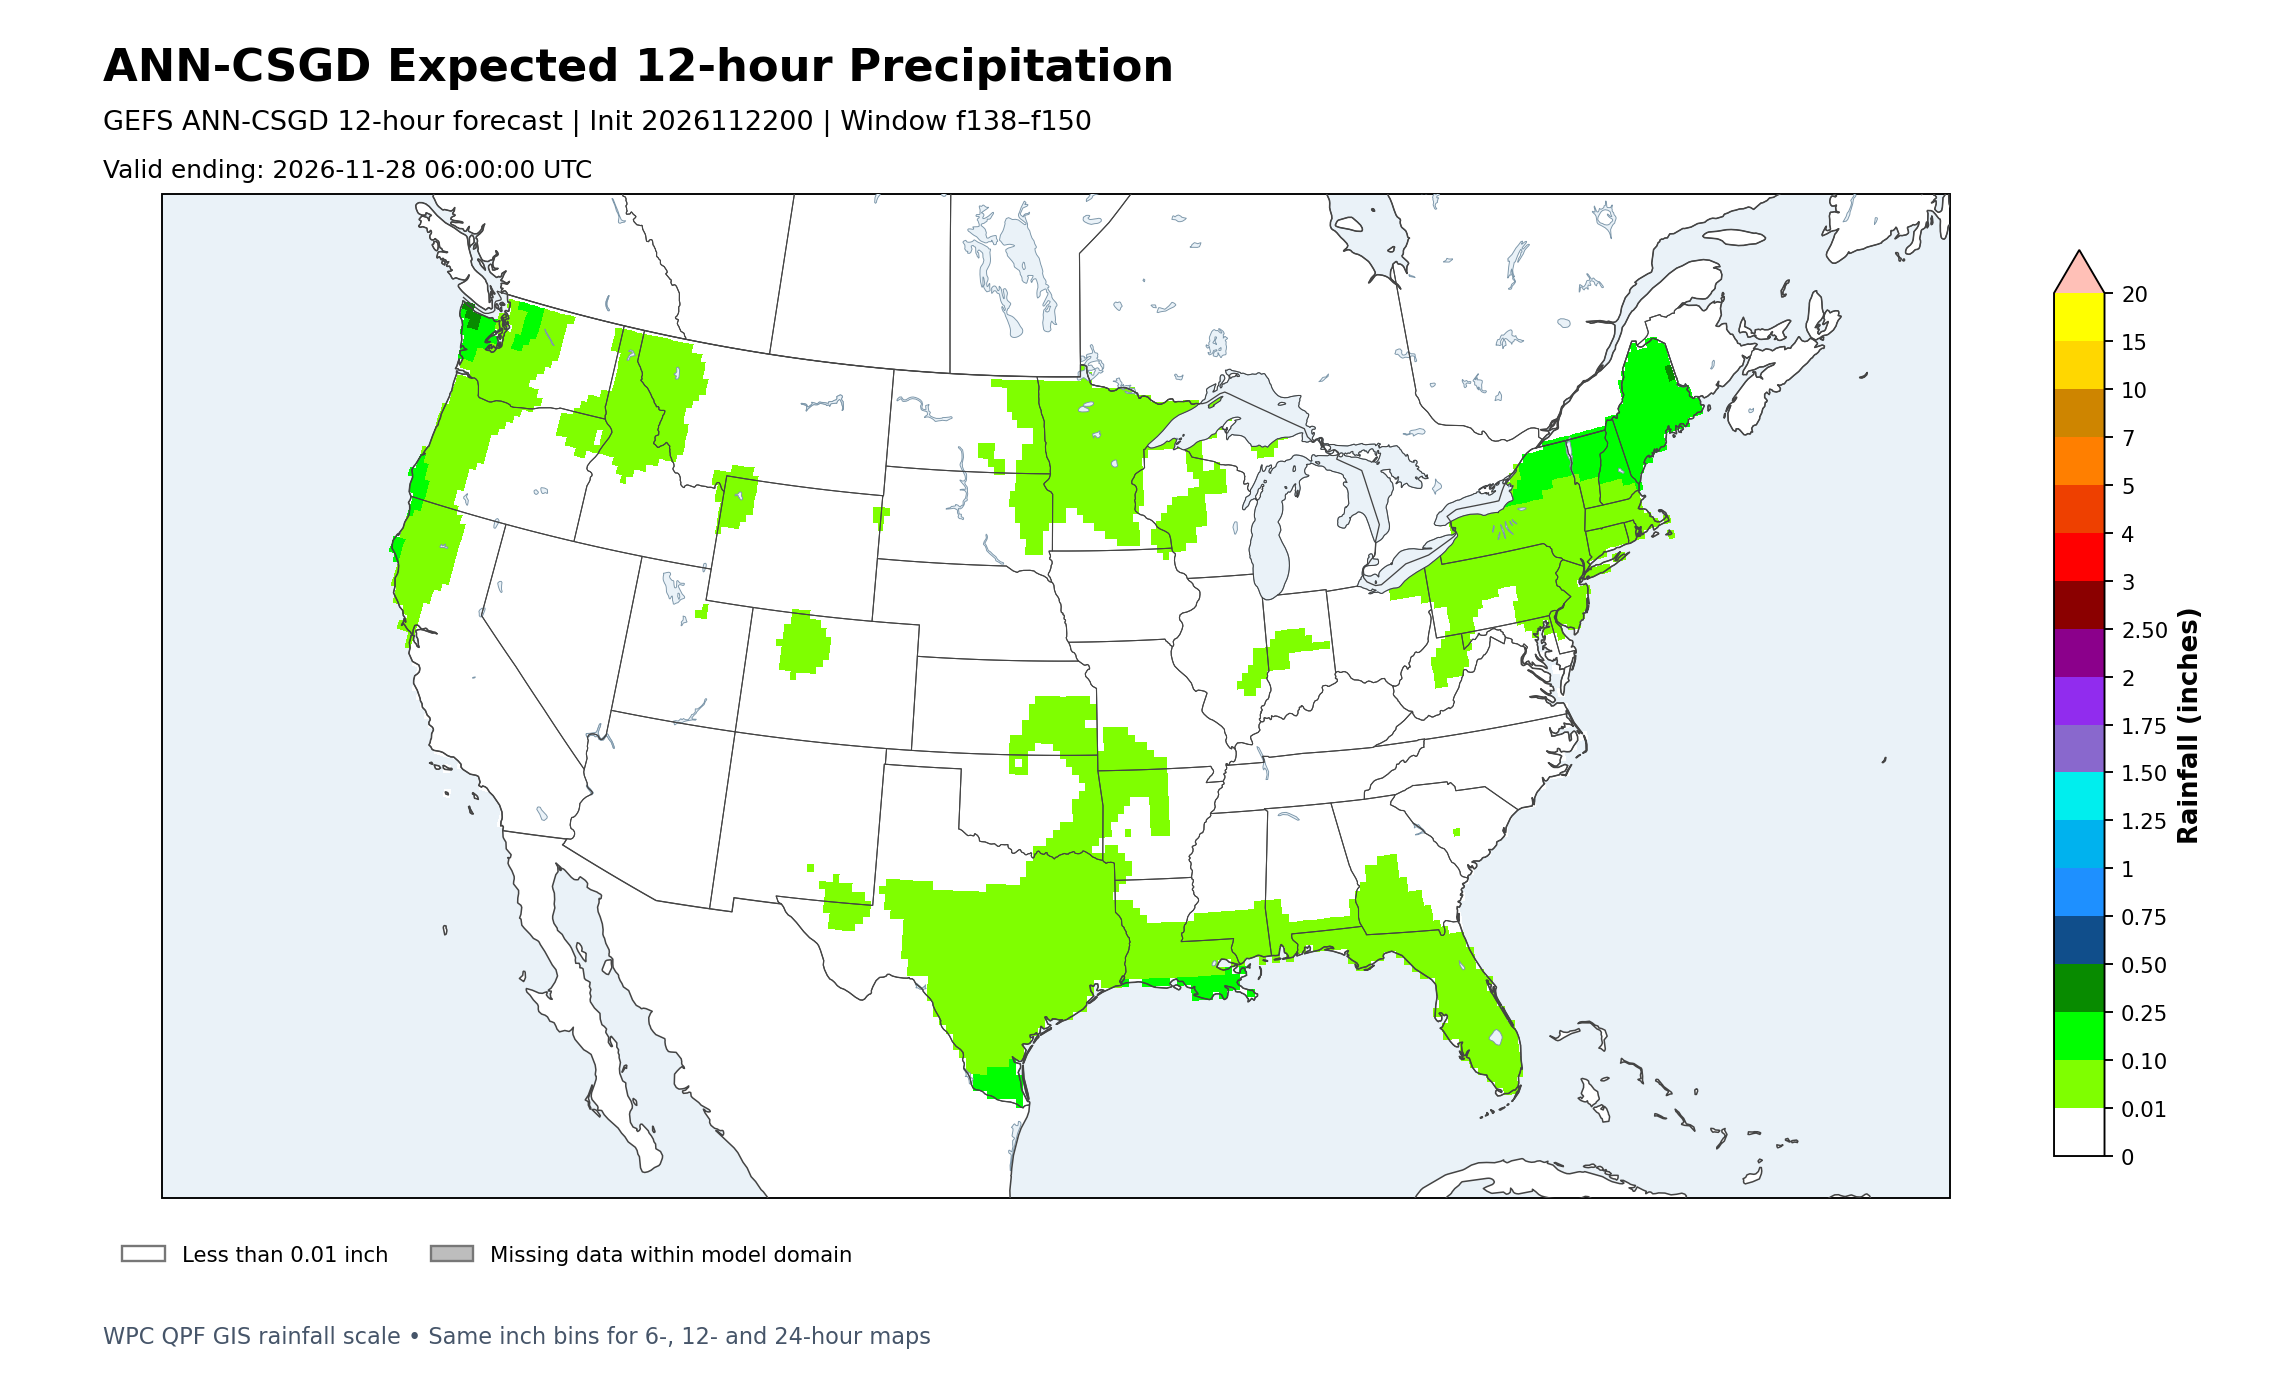 ANN-CSGD Expected 12-hour Precipitation
GEFS ANN-CSGD 12-hour forecast | Init 2026112200 | Window f138–f150
Valid ending: 2026-11-28 06:00:00 UTC
20
15
10
7
5
4
3
2.50
2
1.75
1.50
1.25
1
0.75
0.50
0.25
0.10
0.01
0
Rainfall (inches)
Less than 0.01 inch
Missing data within model domain
WPC QPF GIS rainfall scale • Same inch bins for 6-, 12- and 24-hour maps